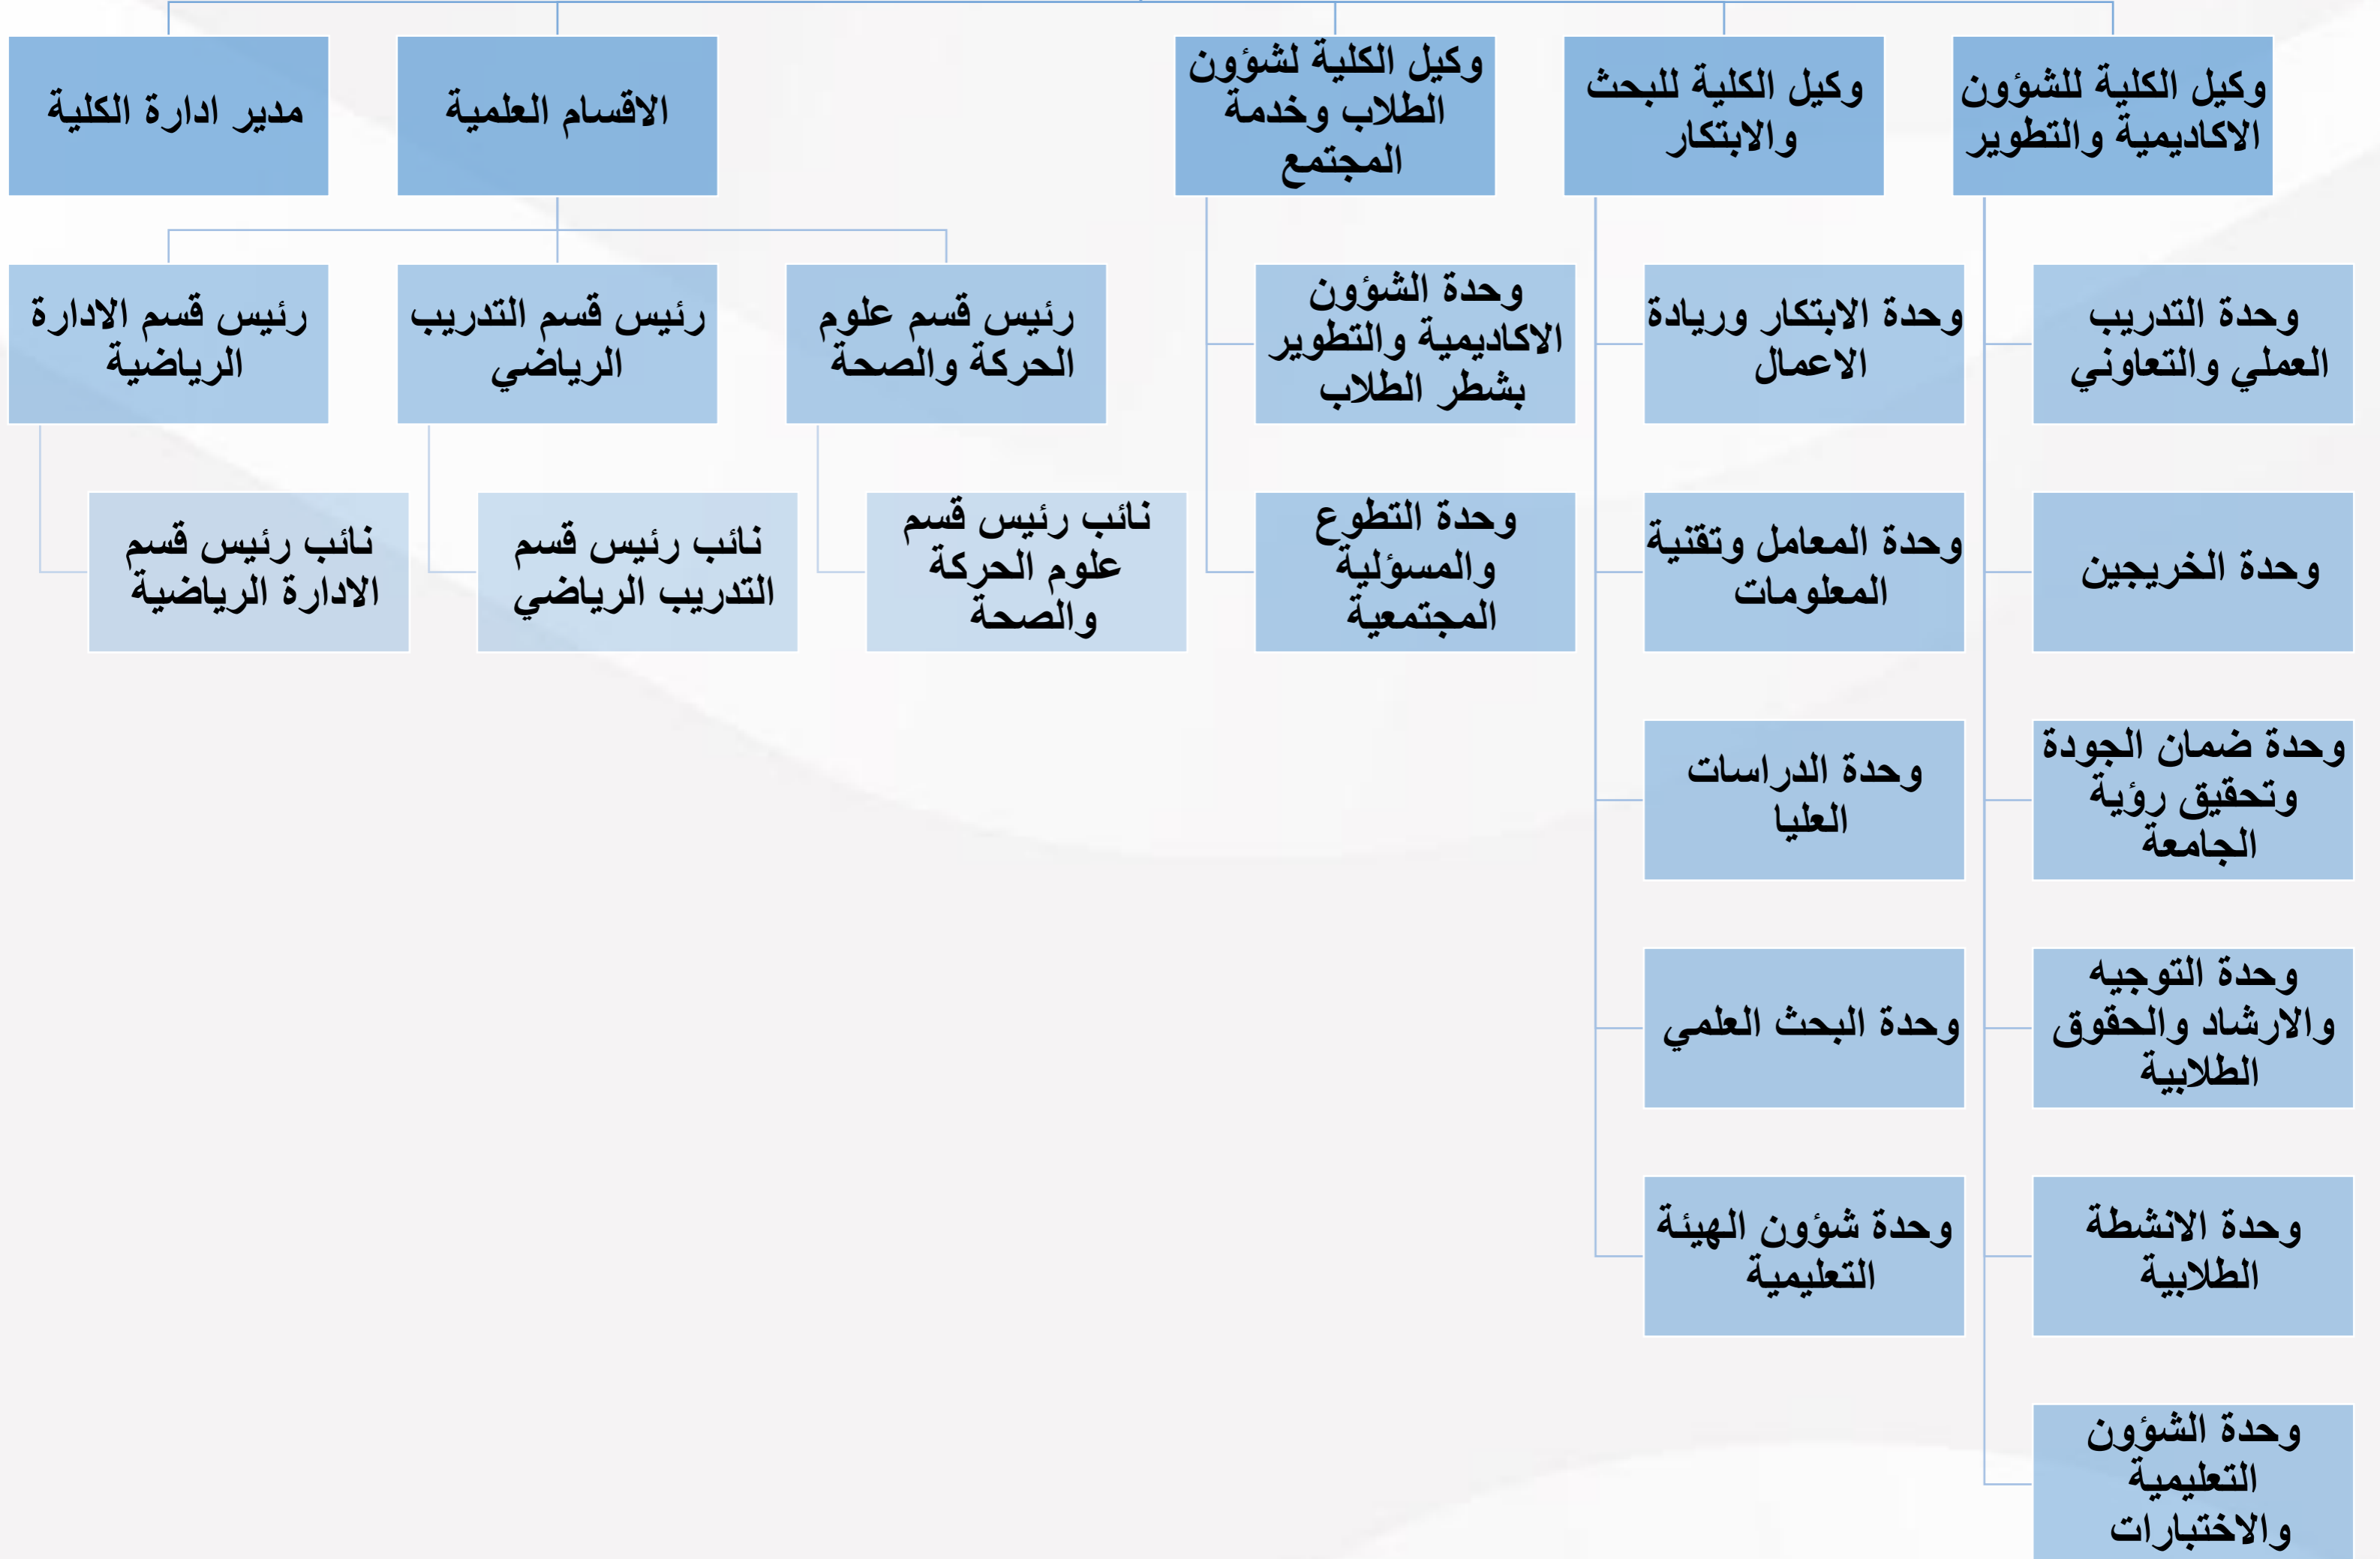 وكيل الكلية للشؤون
الاكاديمية والتطوير
وكيل الكلية للبحث
والابتكار
وكيل الكلية لشؤون
الطلاب وخدمة
المجتمع
الاقسام العلمية
مدير ادارة الكلية
وحدة التدريب
العملي والتعاوني
وحدة الابتكار وريادة
الاعمال
وحدة الشؤون
الاكاديمية والتطوير
بشطر الطلاب
رئيس قسم علوم
الحركة والصحة
رئيس قسم التدريب
الرياضي
رئيس قسم الادارة
الرياضية
وحدة الخريجين
وحدة المعامل وتقنية
المعلومات
وحدة التطوع
والمسؤلية
المجتمعية
نائب رئيس قسم
علوم الحركة
والصحة
نائب رئيس قسم
التدريب الرياضي
نائب رئيس قسم
الادارة الرياضية
وحدة ضمان الجودة
وتحقيق رؤية
الجامعة
وحدة الدراسات
العليا
وحدة التوجيه
والارشاد والحقوق
الطلابية
وحدة البحث العلمي
وحدة الانشطة
الطلابية
وحدة شؤون الهيئة
التعليمية
وحدة الشؤون
التعليمية
والاختبارات